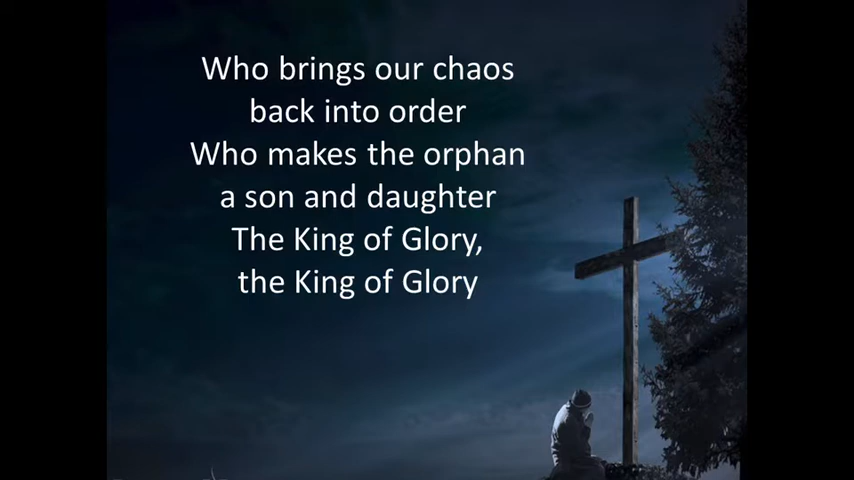 Who brings our chaos
back into order
Who makes the orphan
a son and daughter
The King of Glory,
the King of Glory